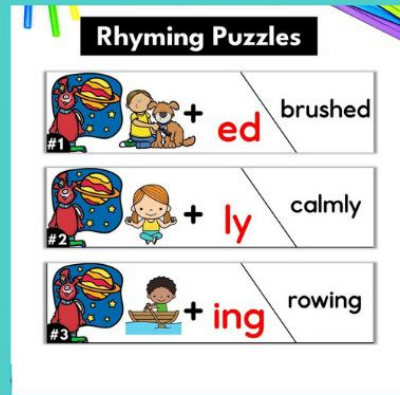 Rhyming Puzzles
#1 + ed brushed
#2 + ly calmly
#3 + ing rowing